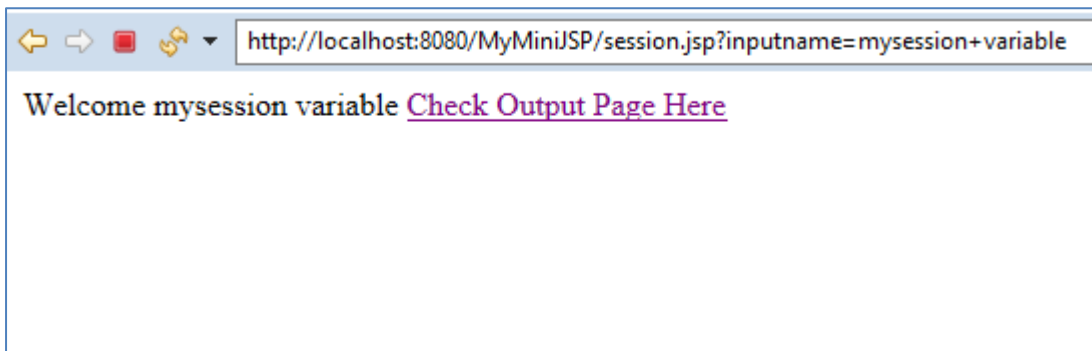 http://localhost:8080/MyMiniJSP/session.jsp?inputname=mysession+variable
Welcome mysession variable Check Output Page Here